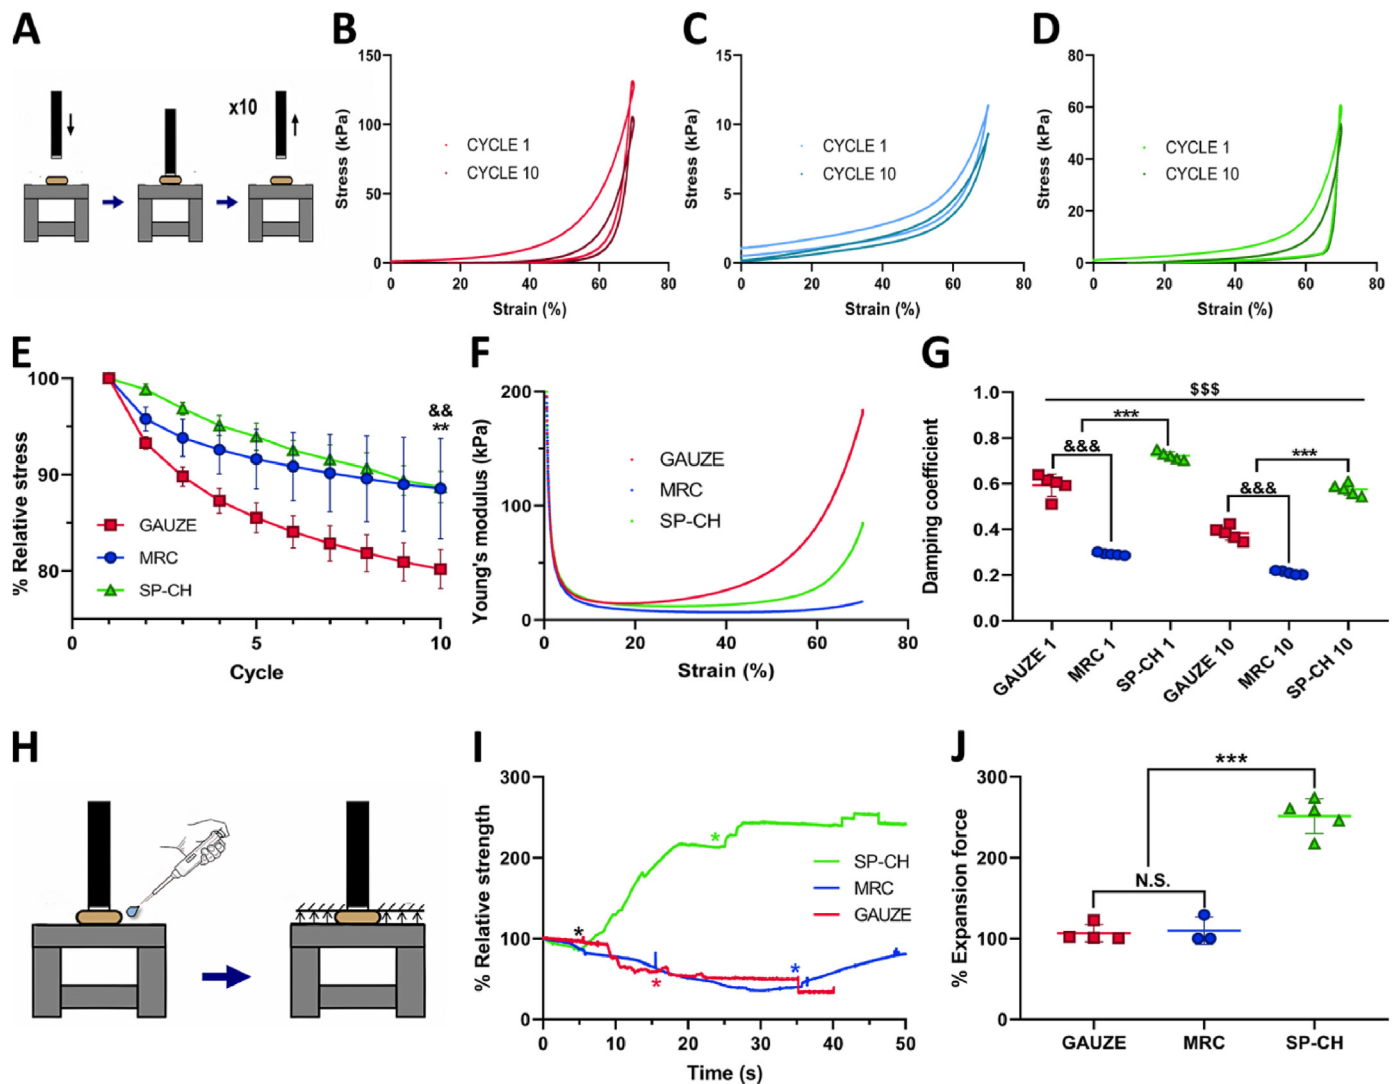 A
x10
B
150
100
50
0
Stress (kPa)
CYCLE 1
CYCLE 10
0 20 40 60 80
Strain (%)
C
15
10
5
0
Stress (kPa)
CYCLE 1
CYCLE 10
0 20 40 60 80
Strain (%)
D
80
60
40
20
0
Stress (kPa)
CYCLE 1
CYCLE 10
0 20 40 60 80
Strain (%)
E
100
90
80
% Relative stress
&&
**
GAUZE
MRC
SP-CH
0 5 10
Cycle
F
200
100
0
Young's modulus (kPa)
GAUZE
MRC
SP-CH
0 20 40 60 80
Strain (%)
G
1.0
0.8
0.6
0.4
0.2
0.0
Damping coefficient
$$$
***
&&&
***
&&&
GAUZE 1
MRC 1
SP-CH 1
GAUZE 10
MRC 10
SP-CH 10
H
I
300
200
100
0
% Relative strength
*
*
*
*
SP-CH
MRC
GAUZE
0 10 20 30 40 50
Time (s)
J
300
200
100
0
% Expansion force
***
N.S.
GAUZE MRC SP-CH